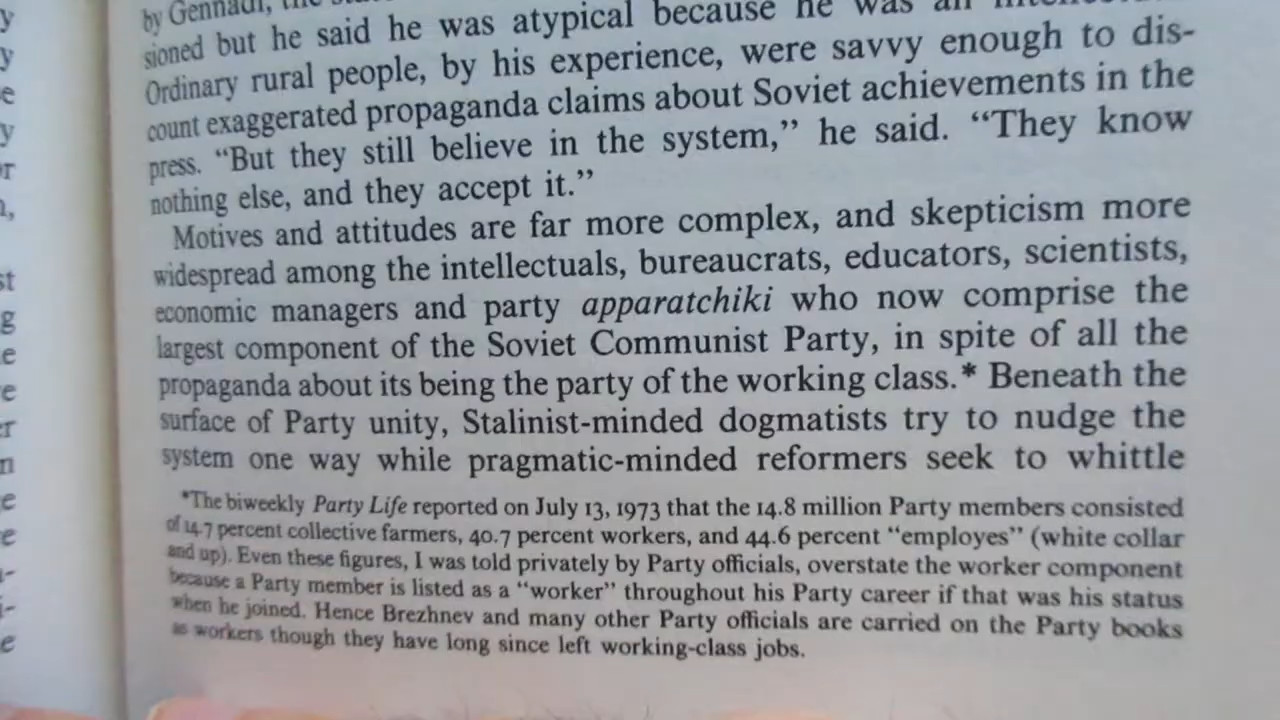 by Gennadi, the
sioned but he said he was atypical because he was an
Ordinary rural people, by his experience, were savvy enough to dis-
count exaggerated propaganda claims about Soviet achievements in the
press. “But they still believe in the system,” he said. “They know
nothing else, and they accept it.”
Motives and attitudes are far more complex, and skepticism more
widespread among the intellectuals, bureaucrats, educators, scientists,
economic managers and party apparatchiki who now comprise the
largest component of the Soviet Communist Party, in spite of all the
propaganda about its being the party of the working class.* Beneath the
surface of Party unity, Stalinist-minded dogmatists try to nudge the
system one way while pragmatic-minded reformers seek to whittle
*The biweekly Party Life reported on July 13, 1973 that the 14.8 million Party members consisted
of 14.7 percent collective farmers, 40.7 percent workers, and 44.6 percent “employes” (white collar
and up). Even these figures, I was told privately by Party officials, overstate the worker component
because a Party member is listed as a “worker” throughout his Party career if that was his status
when he joined. Hence Brezhnev and many other Party officials are carried on the Party books
as workers though they have long since left working-class jobs.